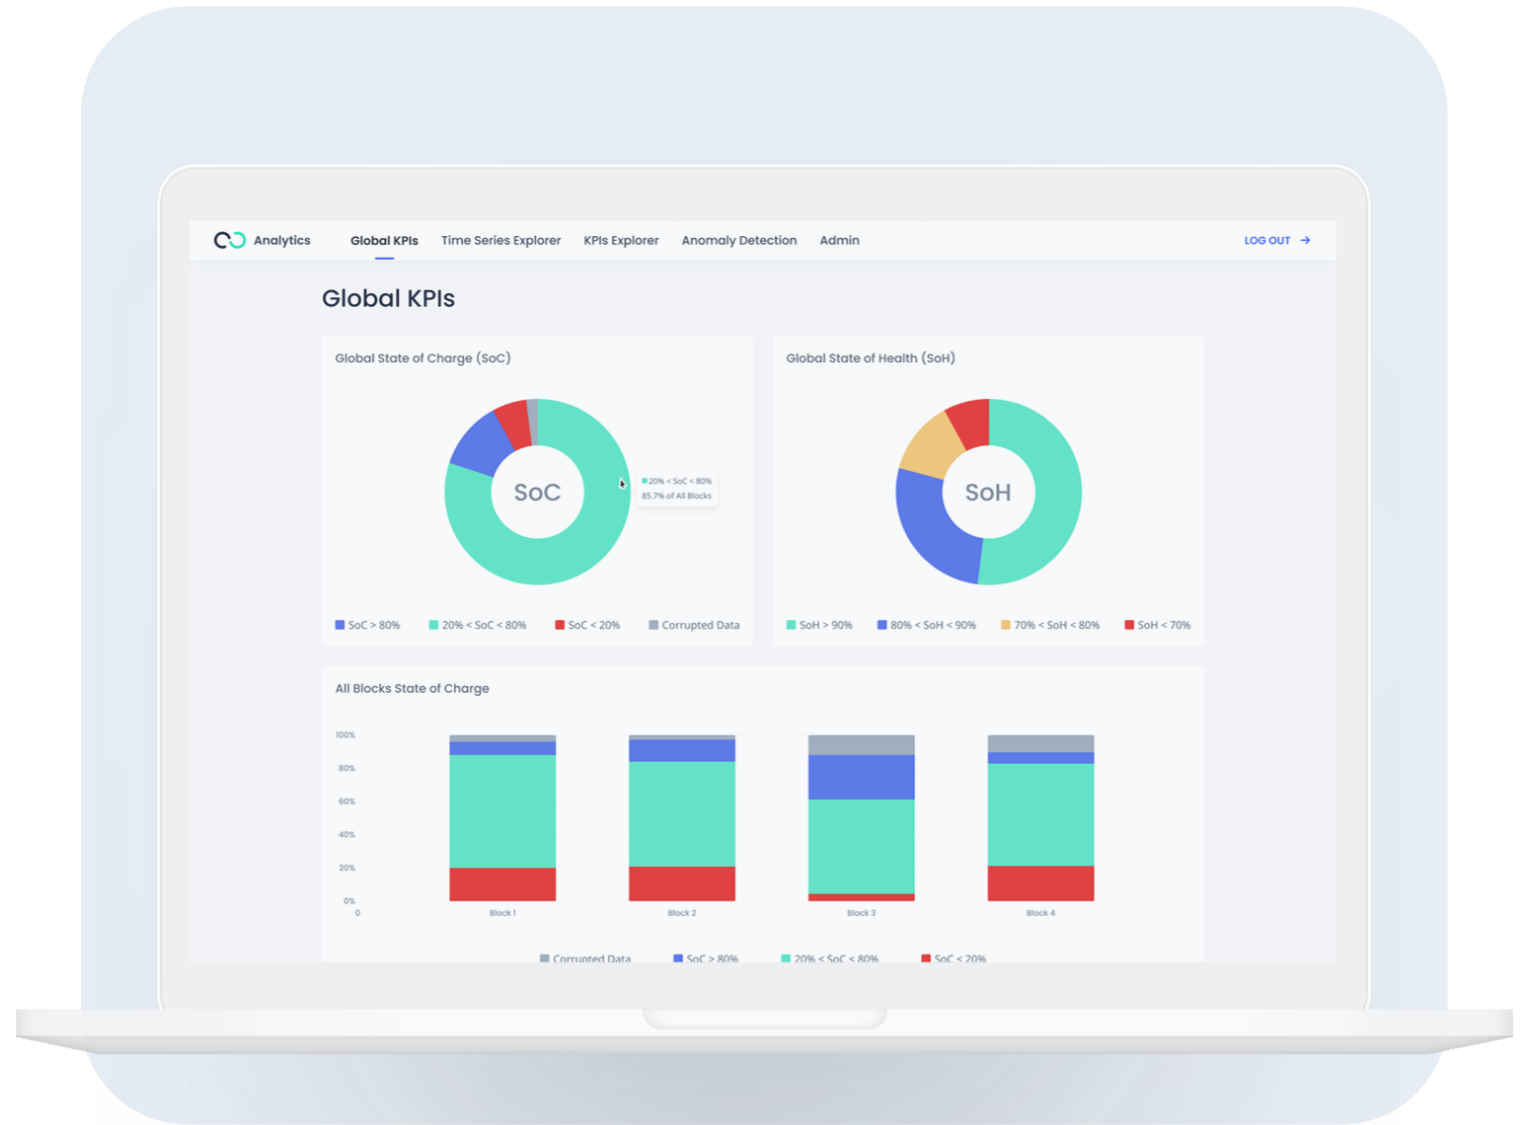 Analytics Global KPIs Time Series Explorer KPIs Explorer Anomaly Detection Admin LOG OUT
Global KPIs
Global State of Charge (SoC)
SoC
20% < SoC < 80%
85.7% of All Blocks
SoC > 80% 20% < SoC < 80% SoC < 20% Corrupted Data
Global State of Health (SoH)
SoH
SoH > 90% 80% < SoH < 90% 70% < SoH < 80% SoH < 70%
All Blocks State of Charge
100%
80%
60%
40%
20%
0%
0 Block 1 Block 2 Block 3 Block 4
Corrupted Data SoC > 80% 20% < SoC < 80% SoC < 20%